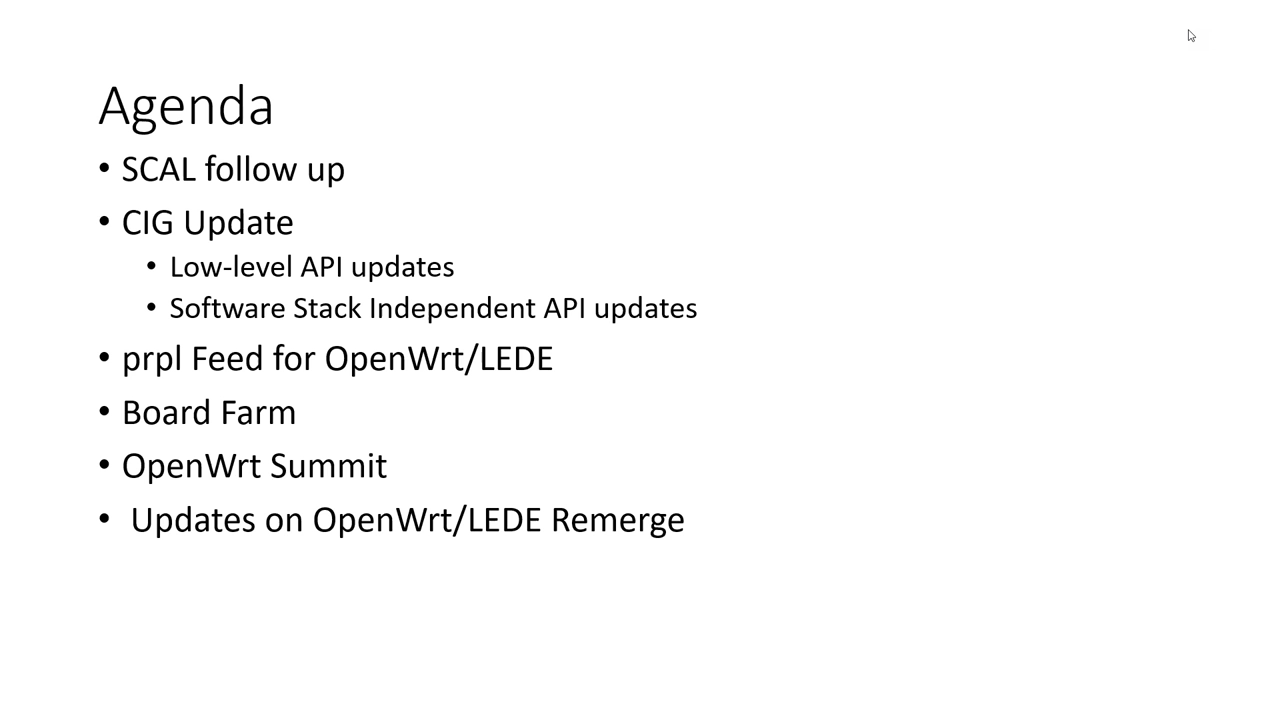 Agenda
• SCAL follow up
• CIG Update
• Low-level API updates
• Software Stack Independent API updates
• prpl Feed for OpenWrt/LEDE
• Board Farm
• OpenWrt Summit
• Updates on OpenWrt/LEDE Remerge